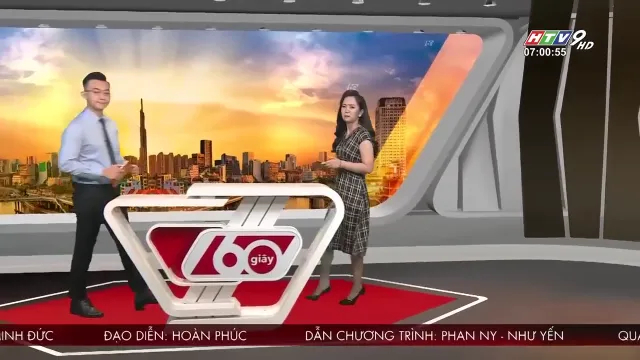 HTV9 HD
07:00:55
60 giây
MINH ĐỨC ĐẠO DIỄN: HOÀN PHÚC DẪN CHƯƠNG TRÌNH: PHAN NY - NHƯ YẾN QUA